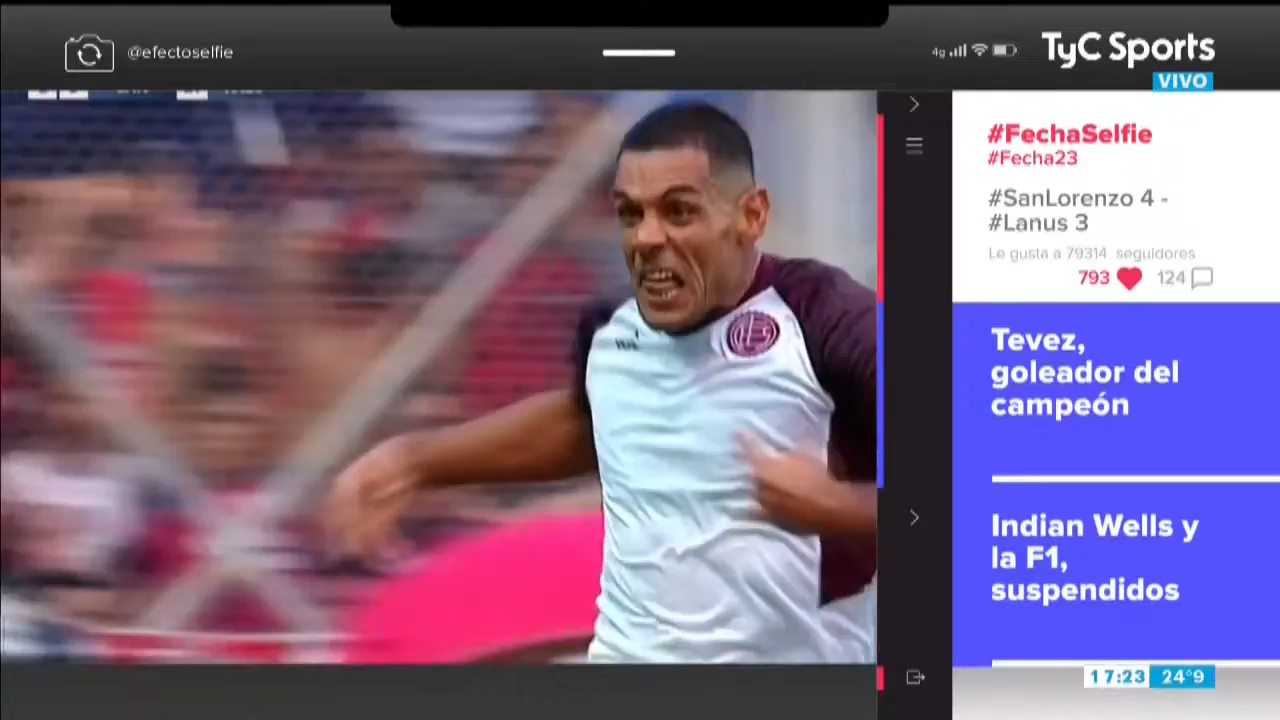 @efectoselfie
4g
TyC Sports
VIVO
#FechaSelfie
#Fecha23
#SanLorenzo 4 -
#Lanus 3
Le gusta a 79314 seguidores
793 124
Tevez,
goleador del
campeón
Indian Wells y
la F1,
suspendidos
17:23 24°9